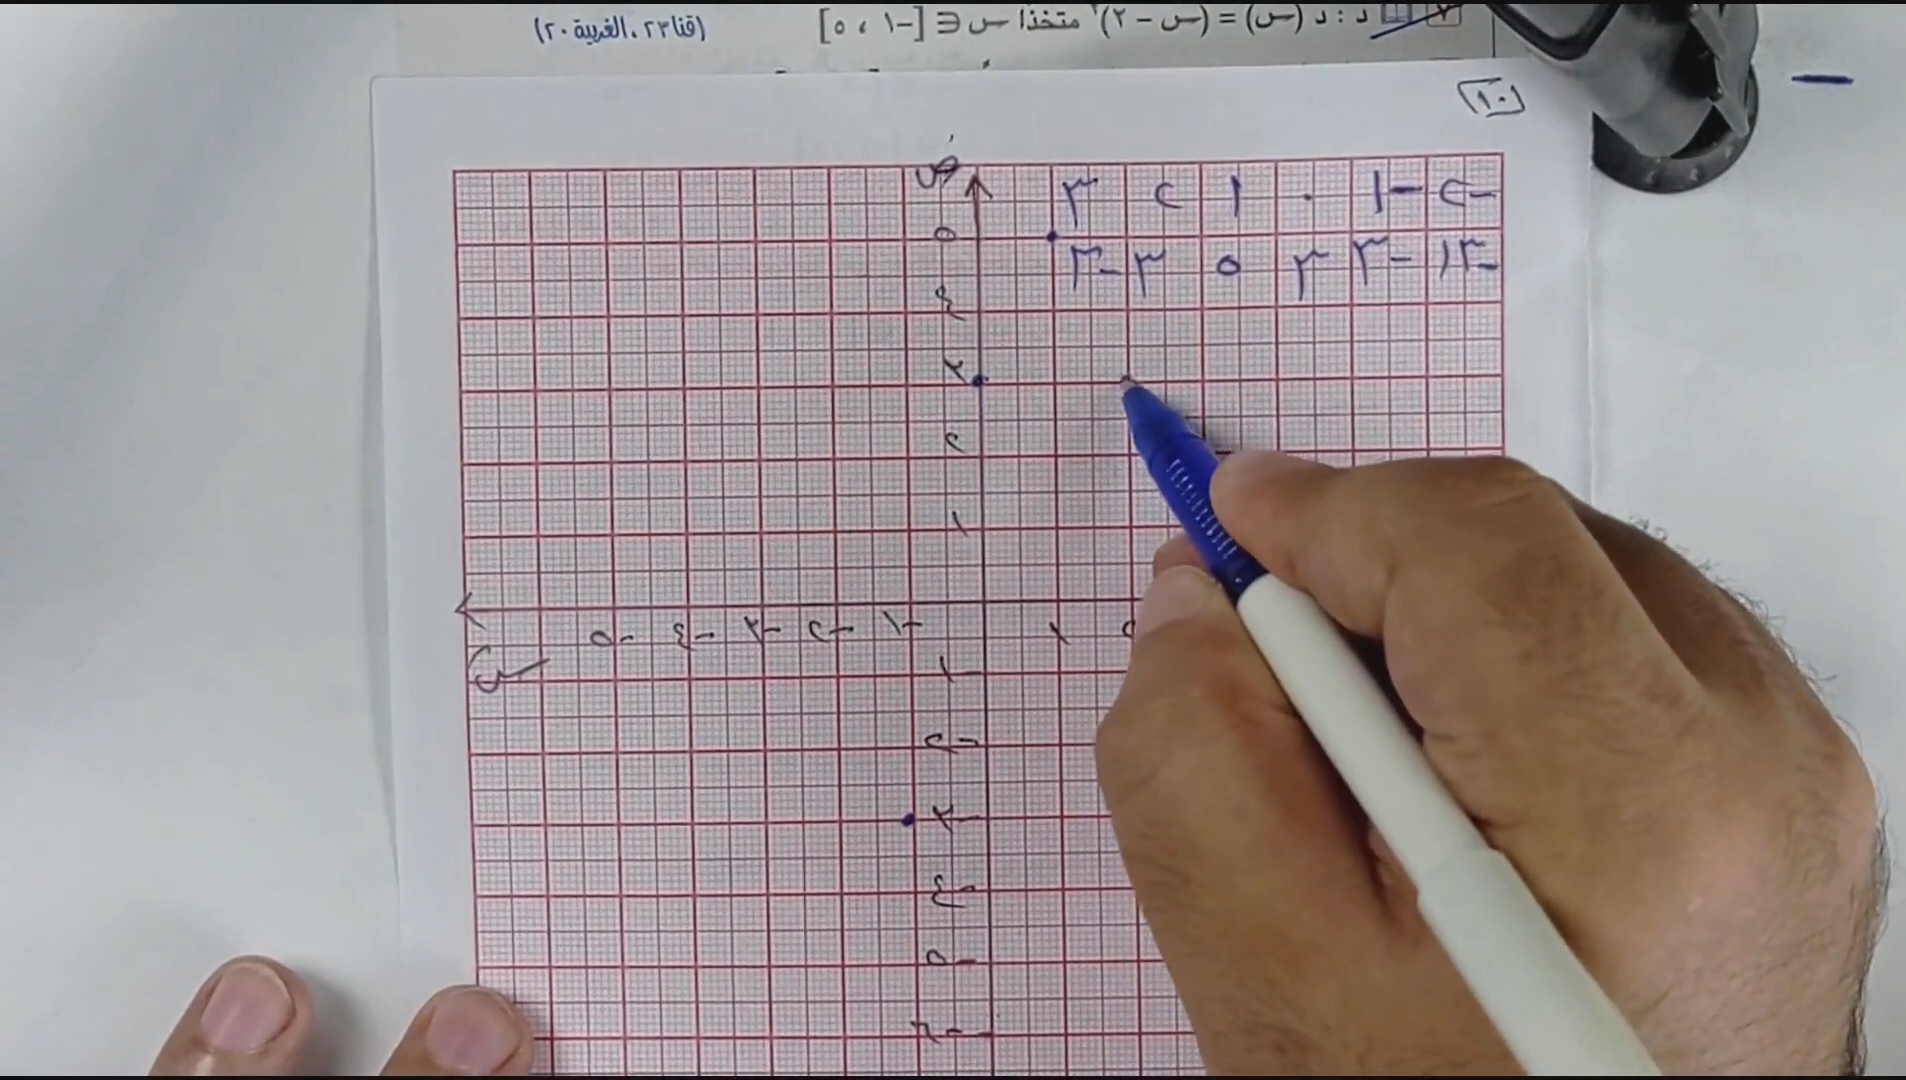 ٧ د : د (س) = (س - ٢)٢ متخذًا س ∈ [-١ ، ٥] (قنا ٢٣ ، الغربية ٢٠)
١٠
ص
-٢ -١ ٠ ١ ٢ ٣
-١٣ -٣ ٣ ٥ ٣ -٣
٥
٤
٣
٢
١
-٥ -٤ -٣ -٢ -١ ١ ٢
س
-١
-٢
-٣
-٤
-٥
-٦